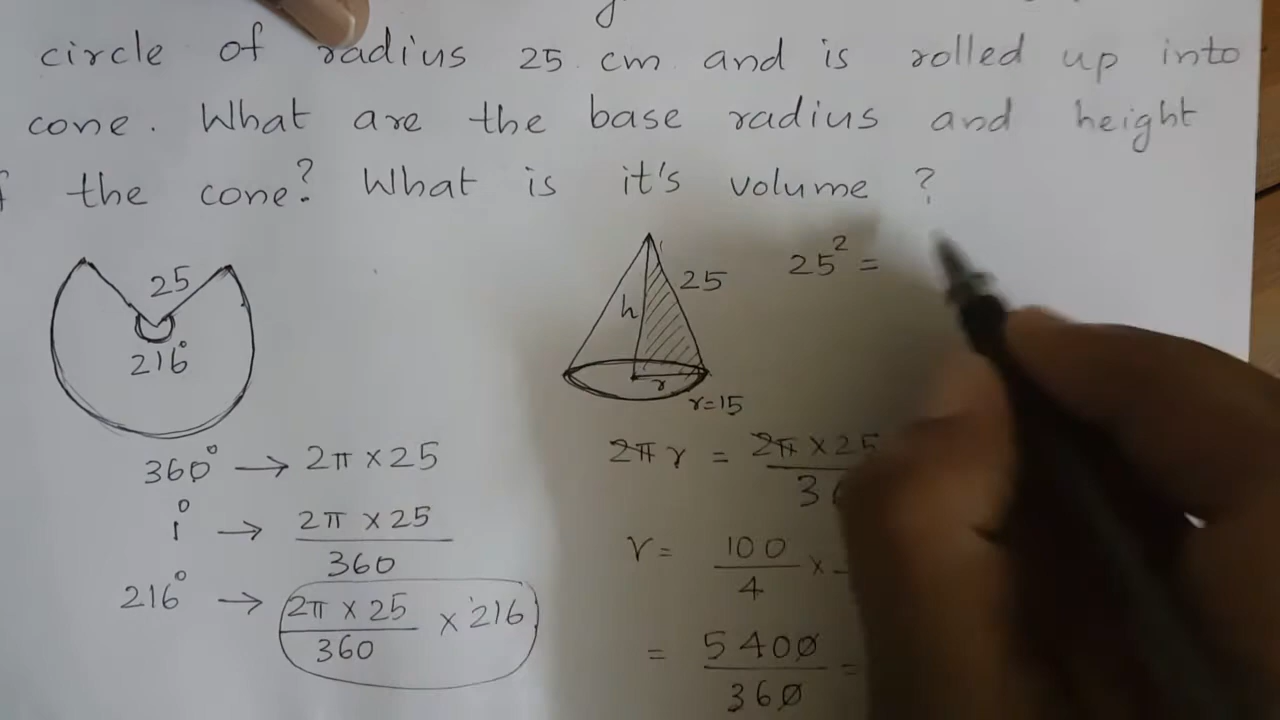 circle of radius 25 cm and is rolled up into
cone. What are the base radius and height
the cone? What is it's volume ?
25
216°
h
25
r
r=15
25² =
360° → 2π × 25
1° → 2π × 25 / 360
216° → 2π × 25 / 360 × 216
2π r = 2π × 25
r = 100 / 4 ×
= 5400 / 360 =